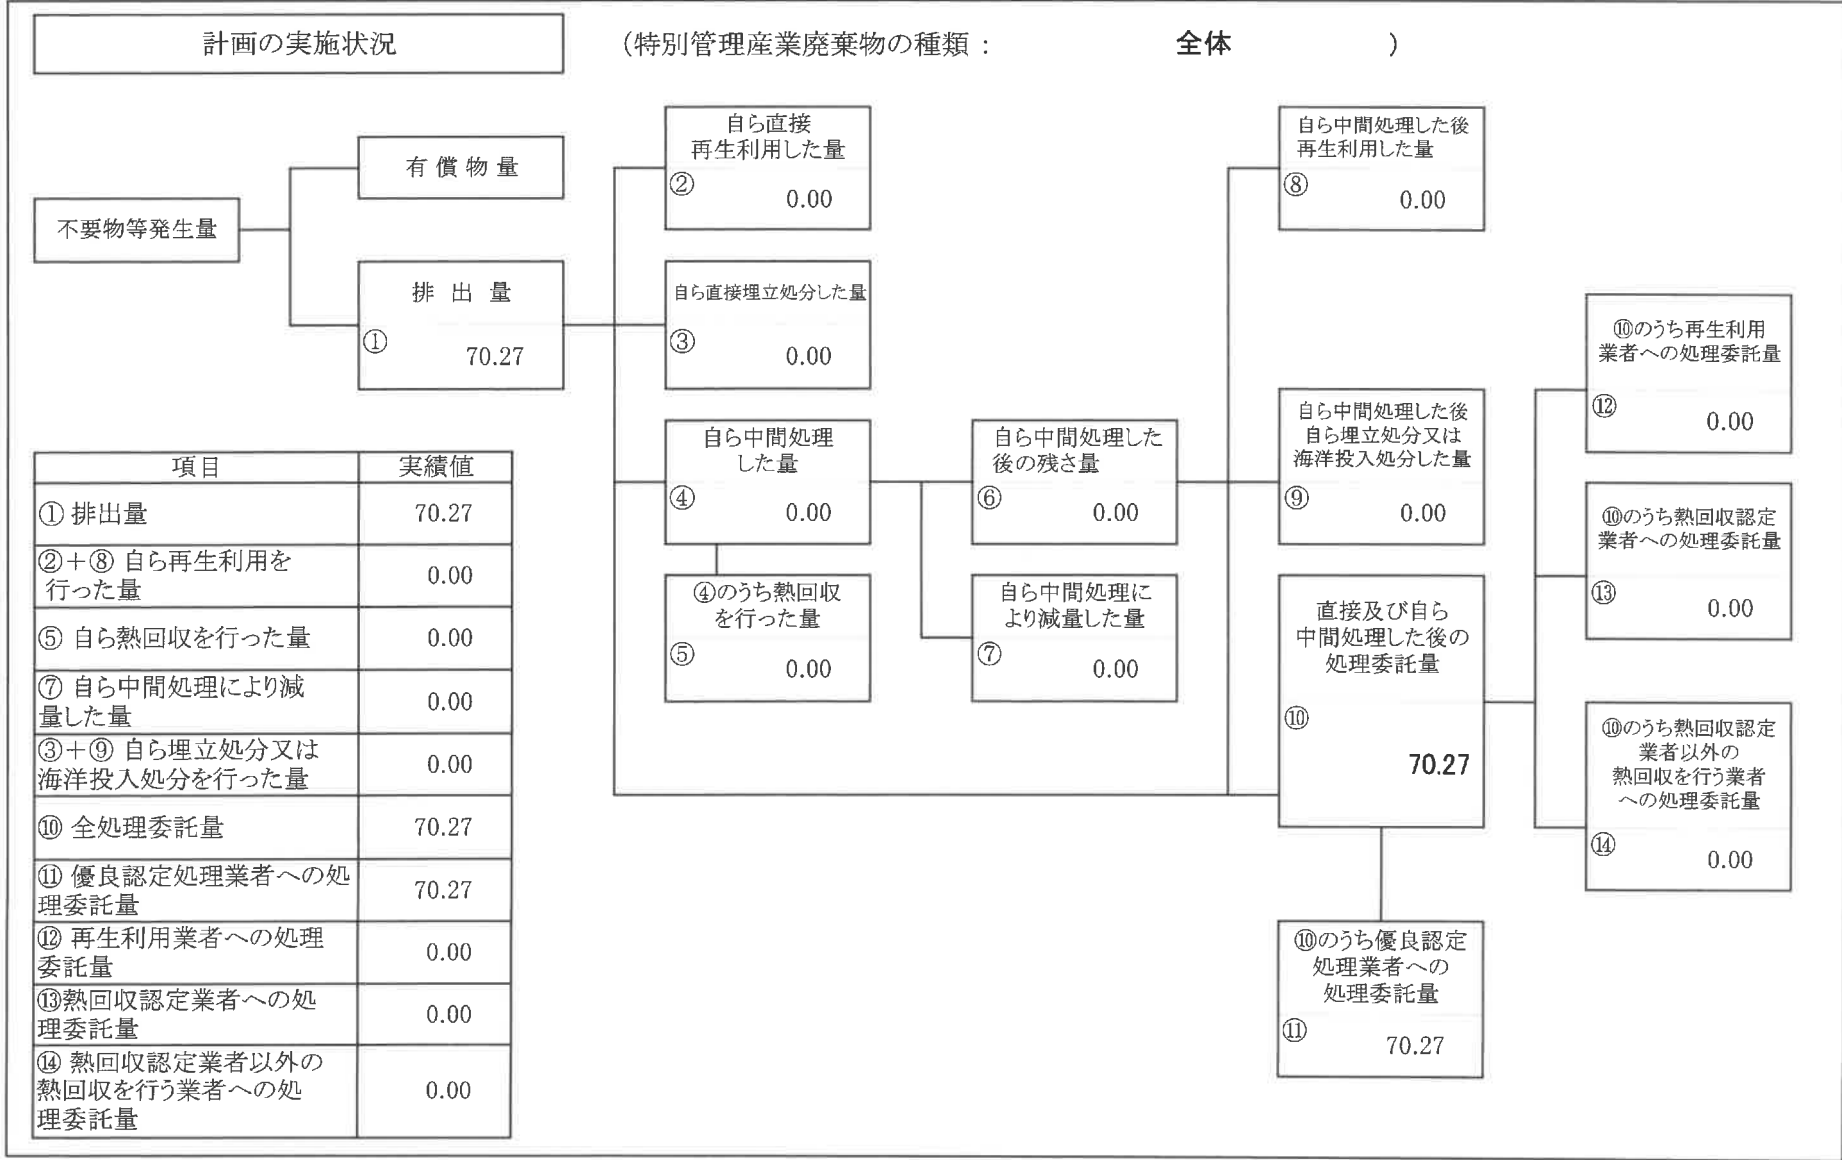 計画の実施状況
（特別管理産業廃棄物の種類： 全体 ）
不要物等発生量
有償物量
排出量
①
70.27
自ら直接
再生利用した量
②
0.00
自ら直接埋立処分した量
③
0.00
自ら中間処理
した量
④
0.00
④のうち熱回収
を行った量
⑤
0.00
自ら中間処理した
後の残さ量
⑥
0.00
自ら中間処理に
より減量した量
⑦
0.00
自ら中間処理した後
再生利用した量
⑧
0.00
自ら中間処理した後
自ら埋立処分又は
海洋投入処分した量
⑨
0.00
直接及び自ら
中間処理した後の
処理委託量
⑩
70.27
⑩のうち優良認定
処理業者への
処理委託量
⑪
70.27
⑩のうち再生利用
業者への処理委託量
⑫
0.00
⑩のうち熱回収認定
業者への処理委託量
⑬
0.00
⑩のうち熱回収認定
業者以外の
熱回収を行う業者
への処理委託量
⑭
0.00
項目 実績値
① 排出量 70.27
②＋⑧ 自ら再生利用を
行った量 0.00
⑤ 自ら熱回収を行った量 0.00
⑦ 自ら中間処理により減
量した量 0.00
③＋⑨ 自ら埋立処分又は
海洋投入処分を行った量 0.00
⑩ 全処理委託量 70.27
⑪ 優良認定処理業者への処
理委託量 70.27
⑫ 再生利用業者への処理
委託量 0.00
⑬熱回収認定業者への処
理委託量 0.00
⑭ 熱回収認定業者以外の
熱回収を行う業者への処
理委託量 0.00